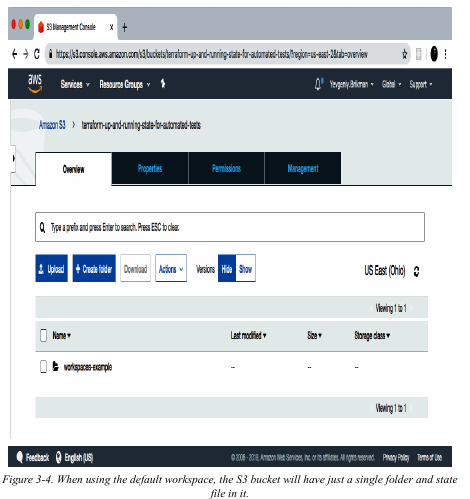 S3 Management Console x +
https://s3.console.aws.amazon.com/s3/buckets/terraform-up-and-running-state-for-automated-tests/?region=us-east-2&tab=overview
aws Services Resource Groups Yevgeniy.Brikman Global Support
Amazon S3 > terraform-up-and-running-state-for-automated-tests
Overview Properties Permissions Management
Type a prefix and press Enter to search. Press ESC to clear.
Upload + Create folder Download Actions Versions Hide Show US East (Ohio)
Viewing 1 to 1
Name Last modified Size Storage class
workspaces-example -- -- --
Viewing 1 to 1
Feedback English (US) © 2008 - 2019, Amazon Web Services, Inc. or its affiliates. All rights reserved. Privacy Policy Terms of Use
Figure 3-4. When using the default workspace, the S3 bucket will have just a single folder and state
file in it.